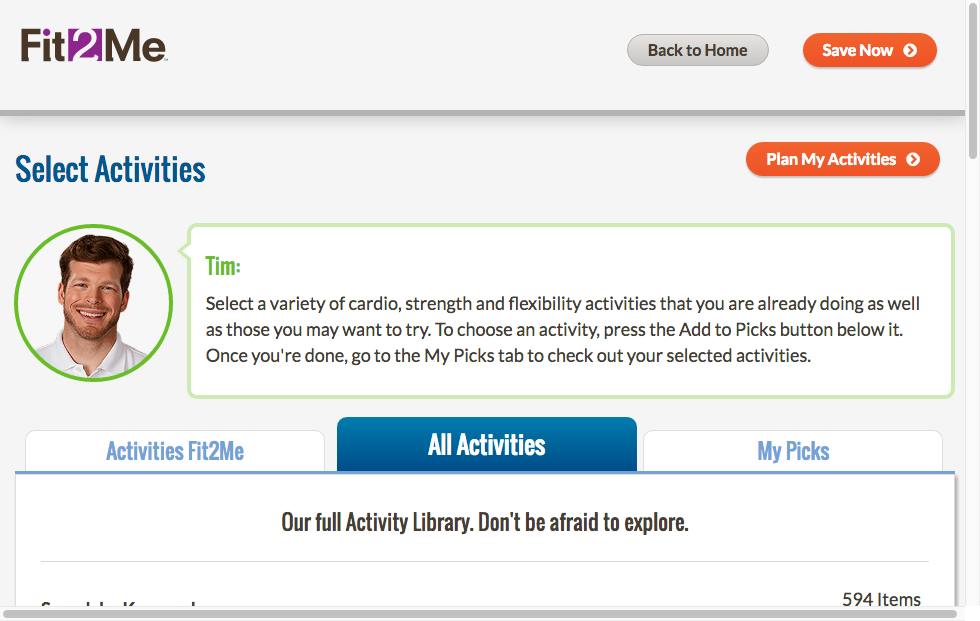 Fit2Me
Back to Home
Save Now
Select Activities
Plan My Activities
Tim:
Select a variety of cardio, strength and flexibility activities that you are already doing as well
as those you may want to try. To choose an activity, press the Add to Picks button below it.
Once you're done, go to the My Picks tab to check out your selected activities.
Activities Fit2Me
All Activities
My Picks
Our full Activity Library. Don't be afraid to explore.
594 Items